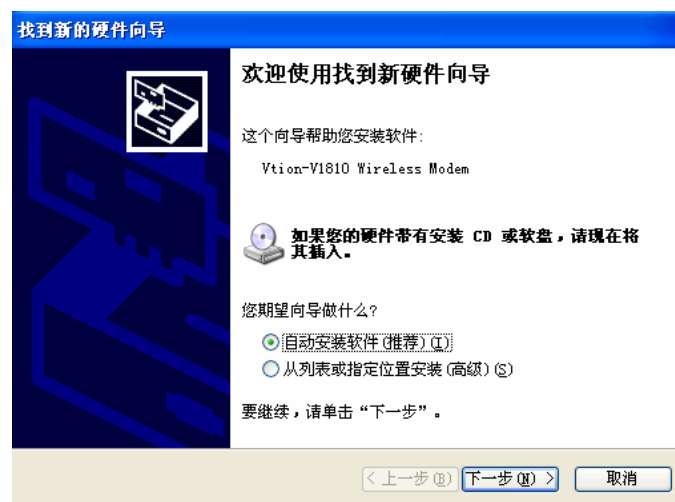 找到新的硬件向导
欢迎使用找到新硬件向导
这个向导帮助您安装软件:
Vtion-V1810 Wireless Modem
如果您的硬件带有安装 CD 或软盘，请现在将
其插入。
您期望向导做什么?
自动安装软件(推荐)(I)
从列表或指定位置安装(高级)(S)
要继续，请单击“下一步”。
< 上一步(B)
下一步(N) >
取消